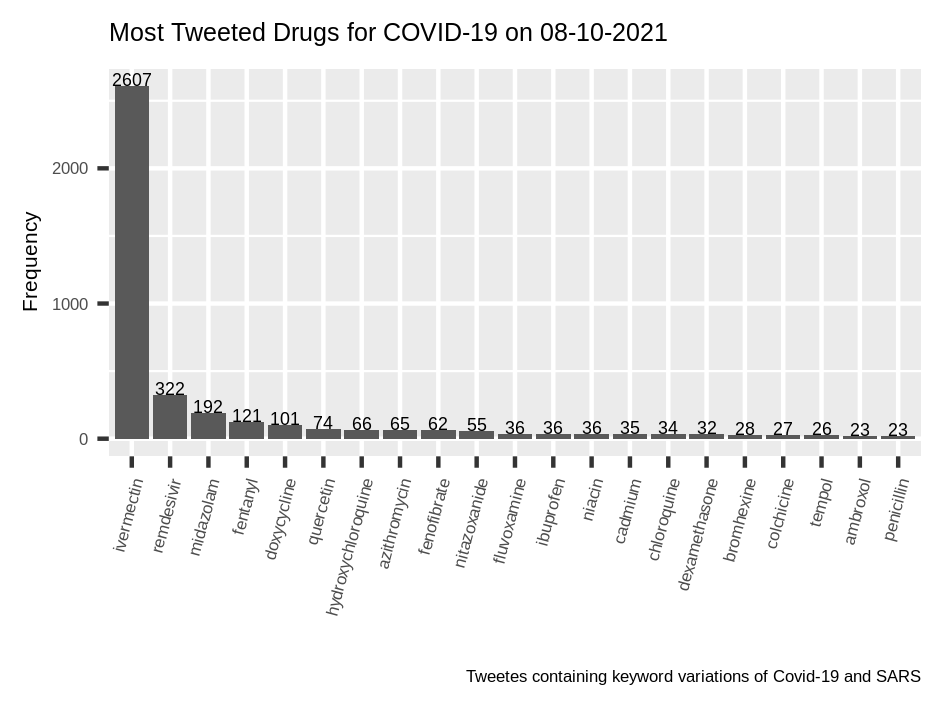 Most Tweeted Drugs for COVID-19 on 08-10-2021
Frequency
2000
1000
0
2607
322
192
121
101
74
66
65
62
55
36
36
36
35
34
32
28
27
26
23
23
ivermectin
remdesivir
midazolam
fentanyl
doxycycline
quercetin
hydroxychloroquine
azithromycin
fenofibrate
nitazoxanide
fluvoxamine
ibuprofen
niacin
cadmium
chloroquine
dexamethasone
bromhexine
colchicine
tempol
ambroxol
penicillin
Tweetes containing keyword variations of Covid-19 and SARS